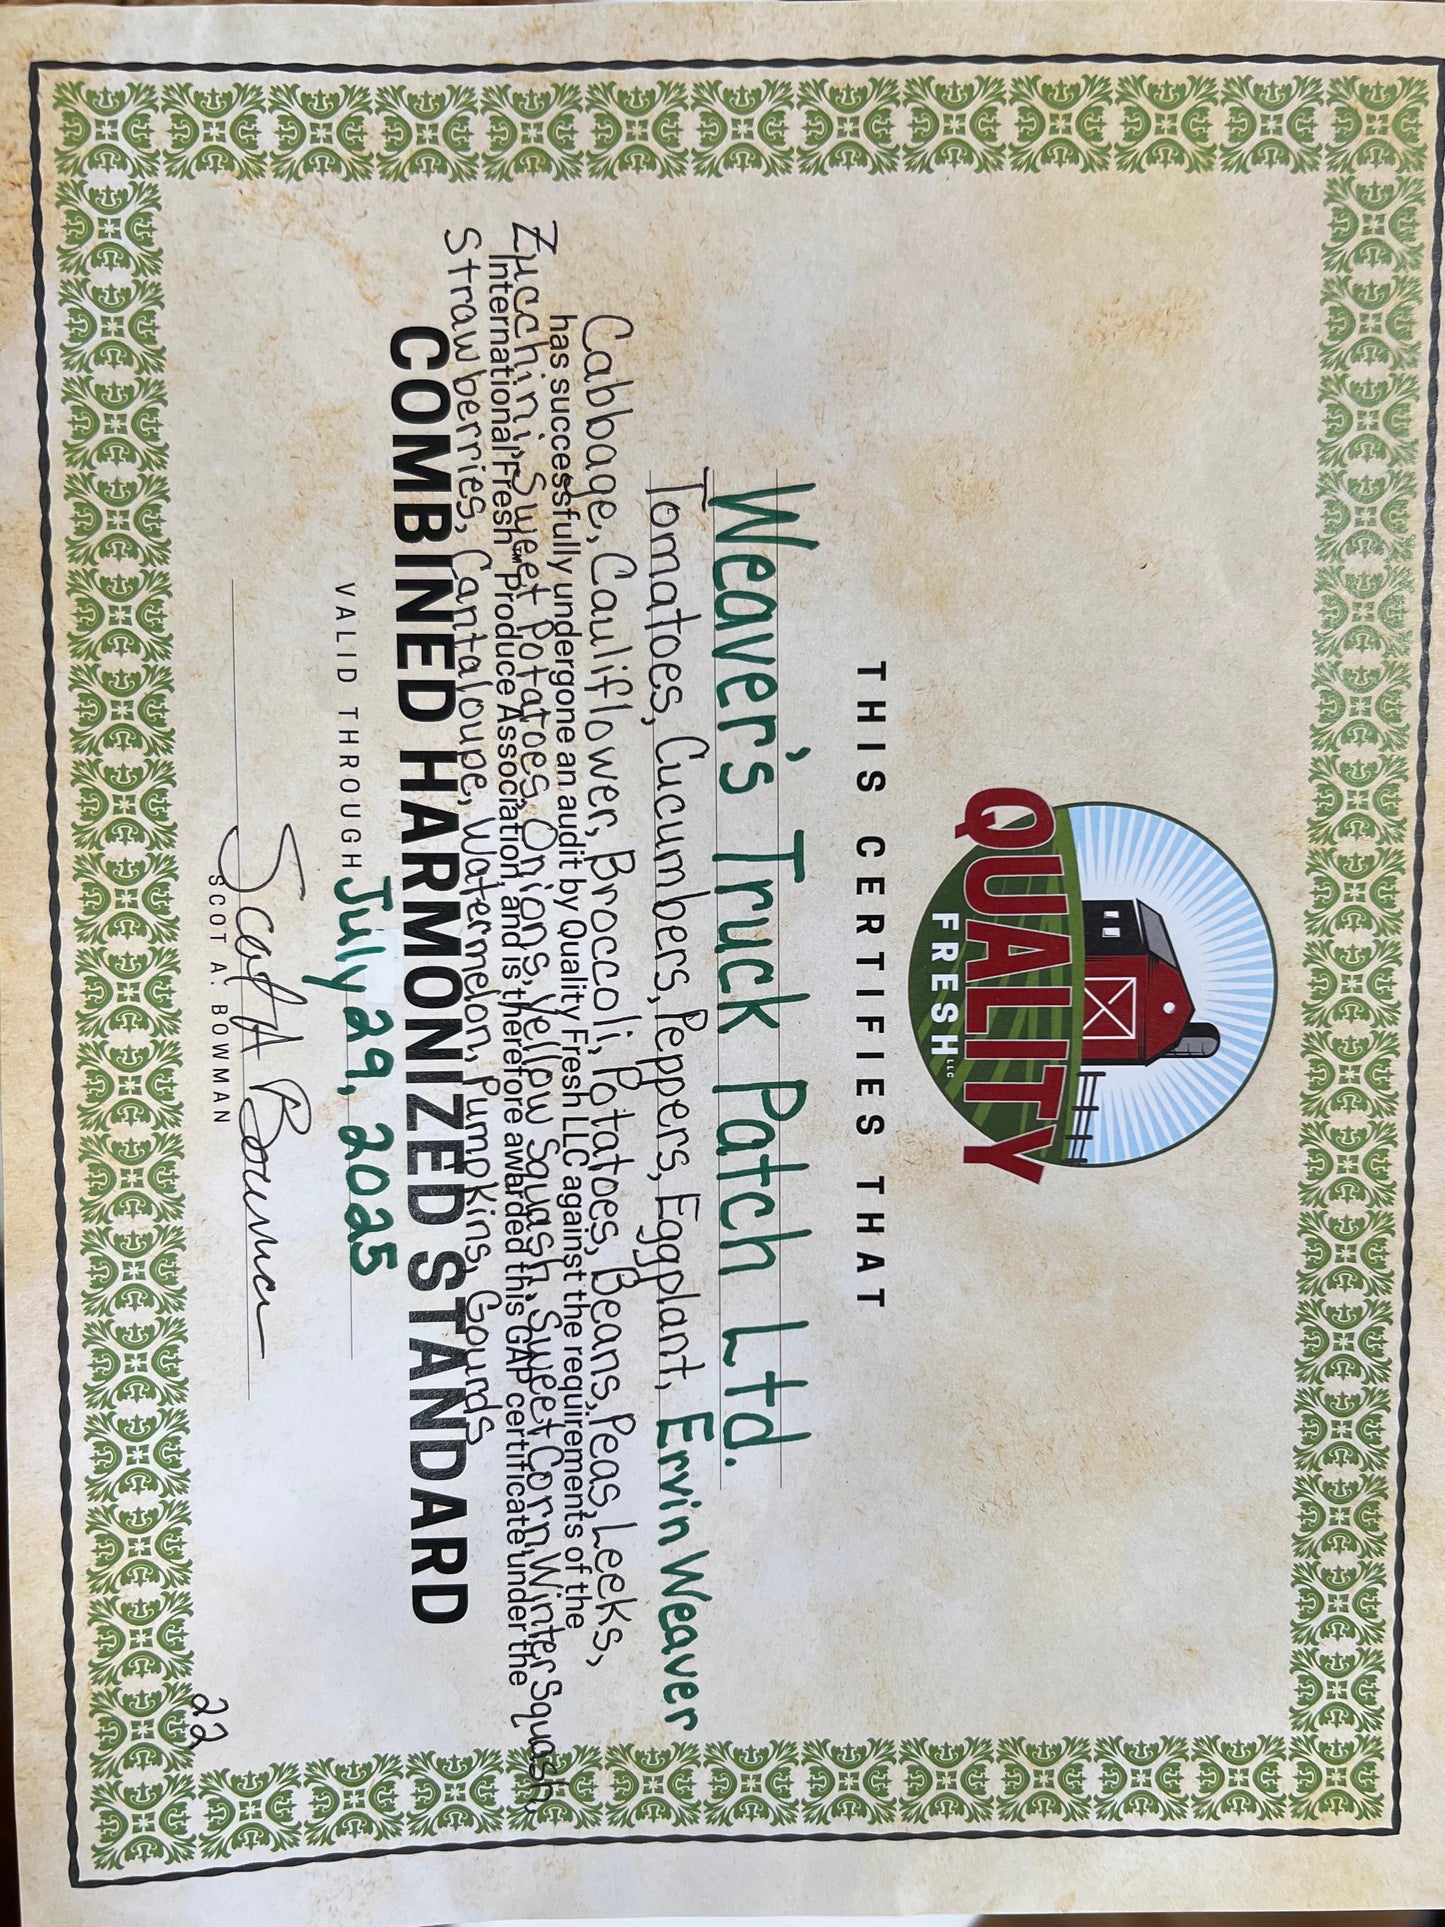 QUALITY
FRESH LLC
THIS CERTIFIES THAT
Weaver's Truck Patch Ltd.
Tomatoes, Cucumbers, Peppers, Eggplant, Ervin Weaver
Cabbage, Cauliflower, Broccoli, Potatoes, Beans, Peas, Leeks,
has successfully undergone an audit by Quality Fresh LLC against the requirements of the
Zucchini, Sweet Potatoes, Onions, Yellow Squash, Sweet Corn, Winter Squash,
International Fresh Produce Association and is therefore awarded this GAP certificate under the
Strawberries, Cantaloupe, Watermelon, Pumpkins, Gourds
COMBINED HARMONIZED STANDARD
VALID THROUGH July 29, 2025
Scot A Bowman
SCOT A. BOWMAN
22